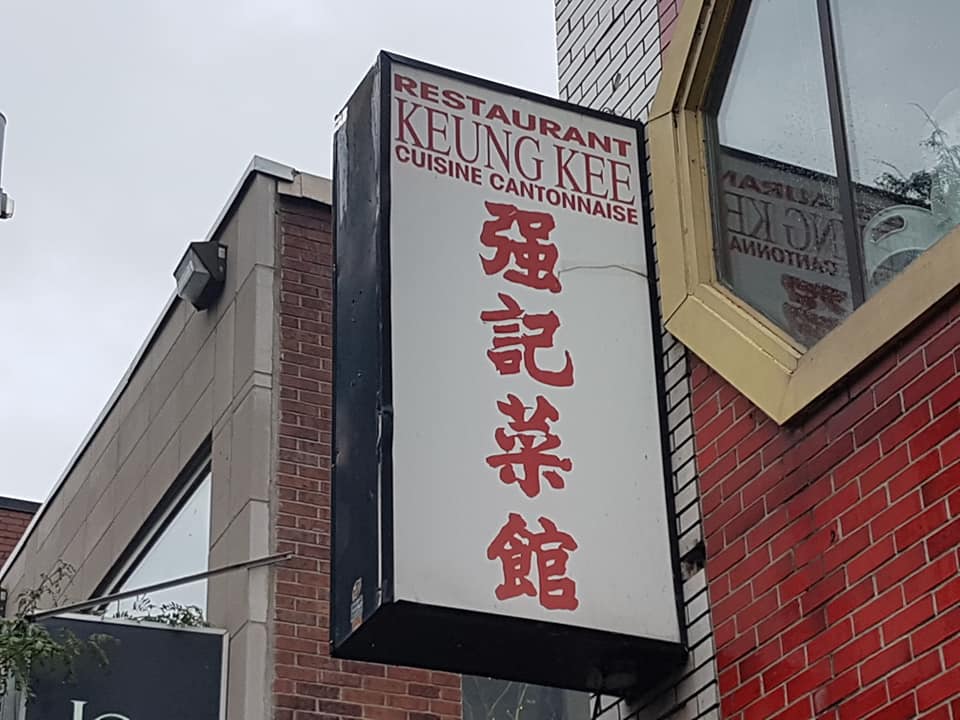 RESTAURANT
KEUNG KEE
CUISINE CANTONNAISE
强記菜館